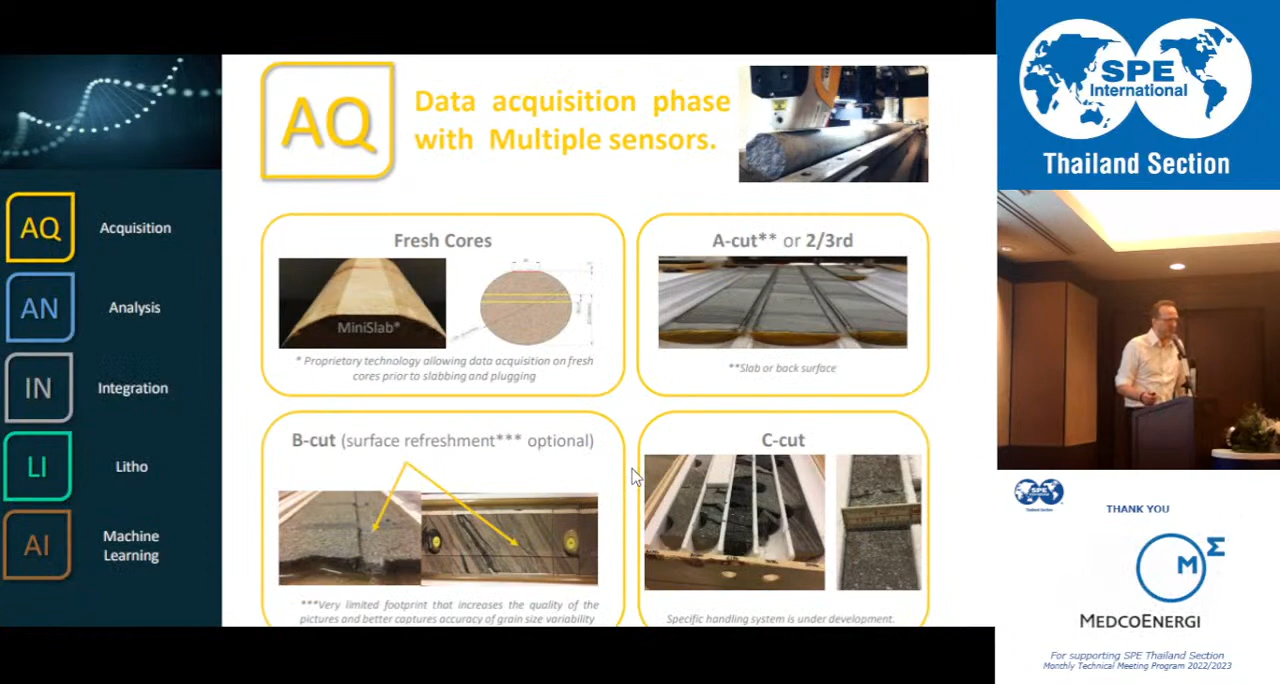 AQ
Acquisition
AN
Analysis
IN
Integration
LI
Litho
AI
Machine
Learning
AQ
Data acquisition phase
with Multiple sensors.
Fresh Cores
MiniSlab*
* Proprietary technology allowing data acquisition on fresh
cores prior to slabbing and plugging
A-cut** or 2/3rd
**Slab or back surface
B-cut (surface refreshment*** optional)
***Very limited footprint that increases the quality of the
pictures and better captures accuracy of grain size variability
C-cut
Specific handling system is under development.
SPE
International
Thailand Section
SPE
International
Thailand Section
THANK YOU
M
Σ
MEDCOENERGI
For supporting SPE Thailand Section
Monthly Technical Meeting Program 2022/2023